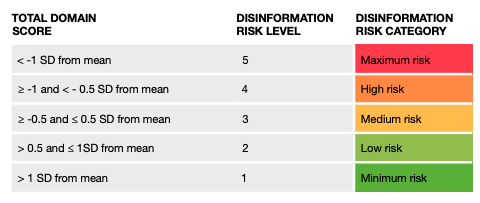 TOTAL DOMAIN SCORE DISINFORMATION RISK LEVEL DISINFORMATION RISK CATEGORY
< -1 SD from mean 5 Maximum risk
≥ -1 and < - 0.5 SD from mean 4 High risk
≥ -0.5 and ≤ 0.5 SD from mean 3 Medium risk
> 0.5 and ≤ 1SD from mean 2 Low risk
> 1 SD from mean 1 Minimum risk